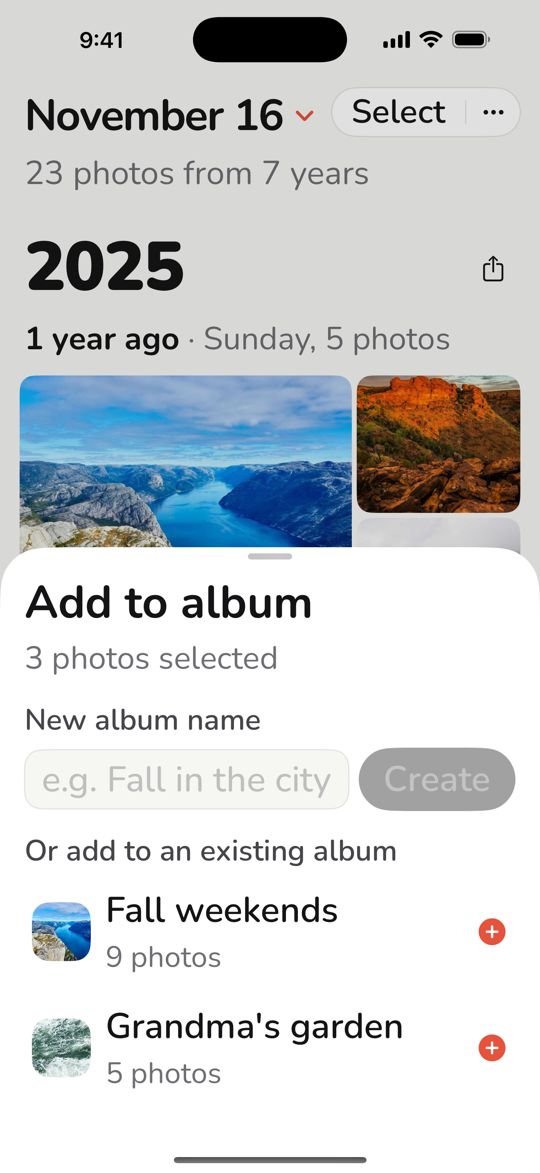 9:41
November 16
Select
23 photos from 7 years
2025
1 year ago · Sunday, 5 photos
Add to album
3 photos selected
New album name
e.g. Fall in the city
Create
Or add to an existing album
Fall weekends
9 photos
Grandma's garden
5 photos